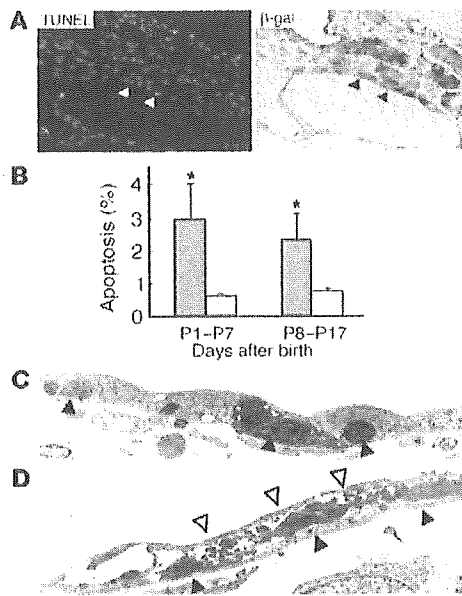 A TUNEL β-gal
B
Apoptosis (%)
4
3
2
1
0
* *
P1–P7 P8–P17
Days after birth
C
D